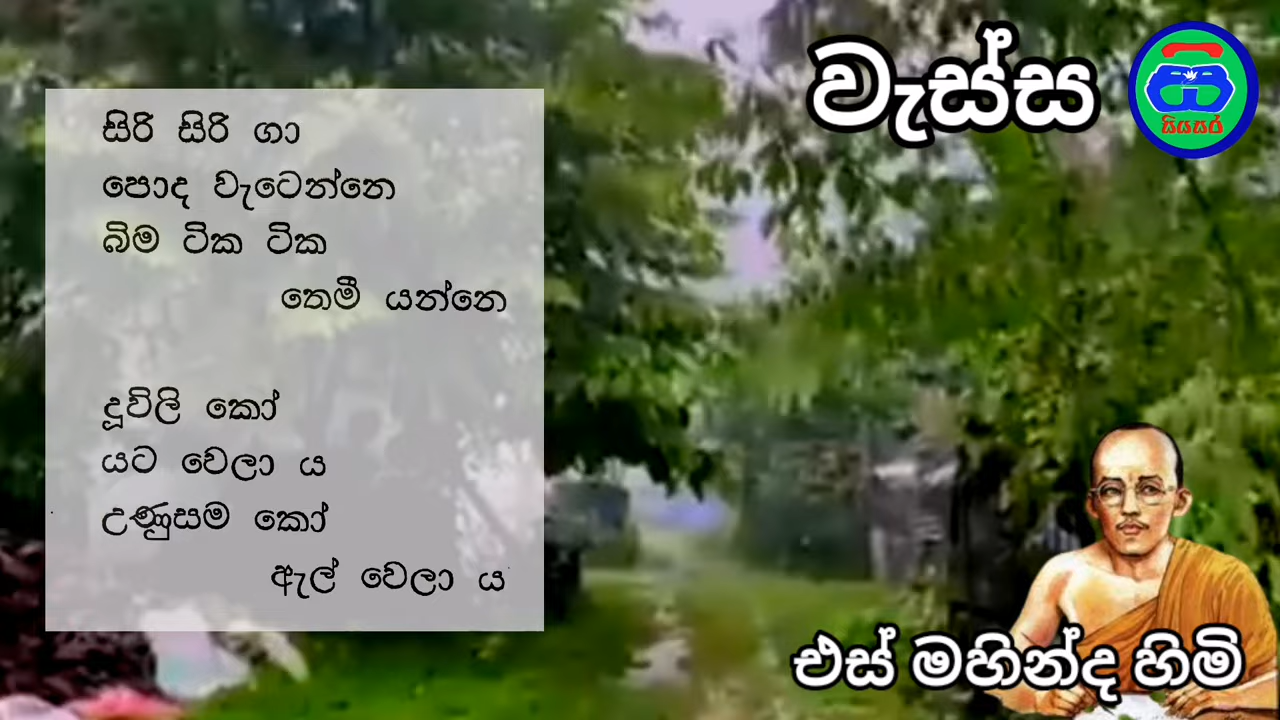 වැස්ස
සියසර
සිරි සිරි ගා
පොද වැටෙන්නෙ
බිම ටික ටික
තෙමී යන්නෙ
දූවිලි කෝ
යට වෙලා ය
උණුසම කෝ
ඇල් වෙලා ය
එස් මහින්ද හිමි